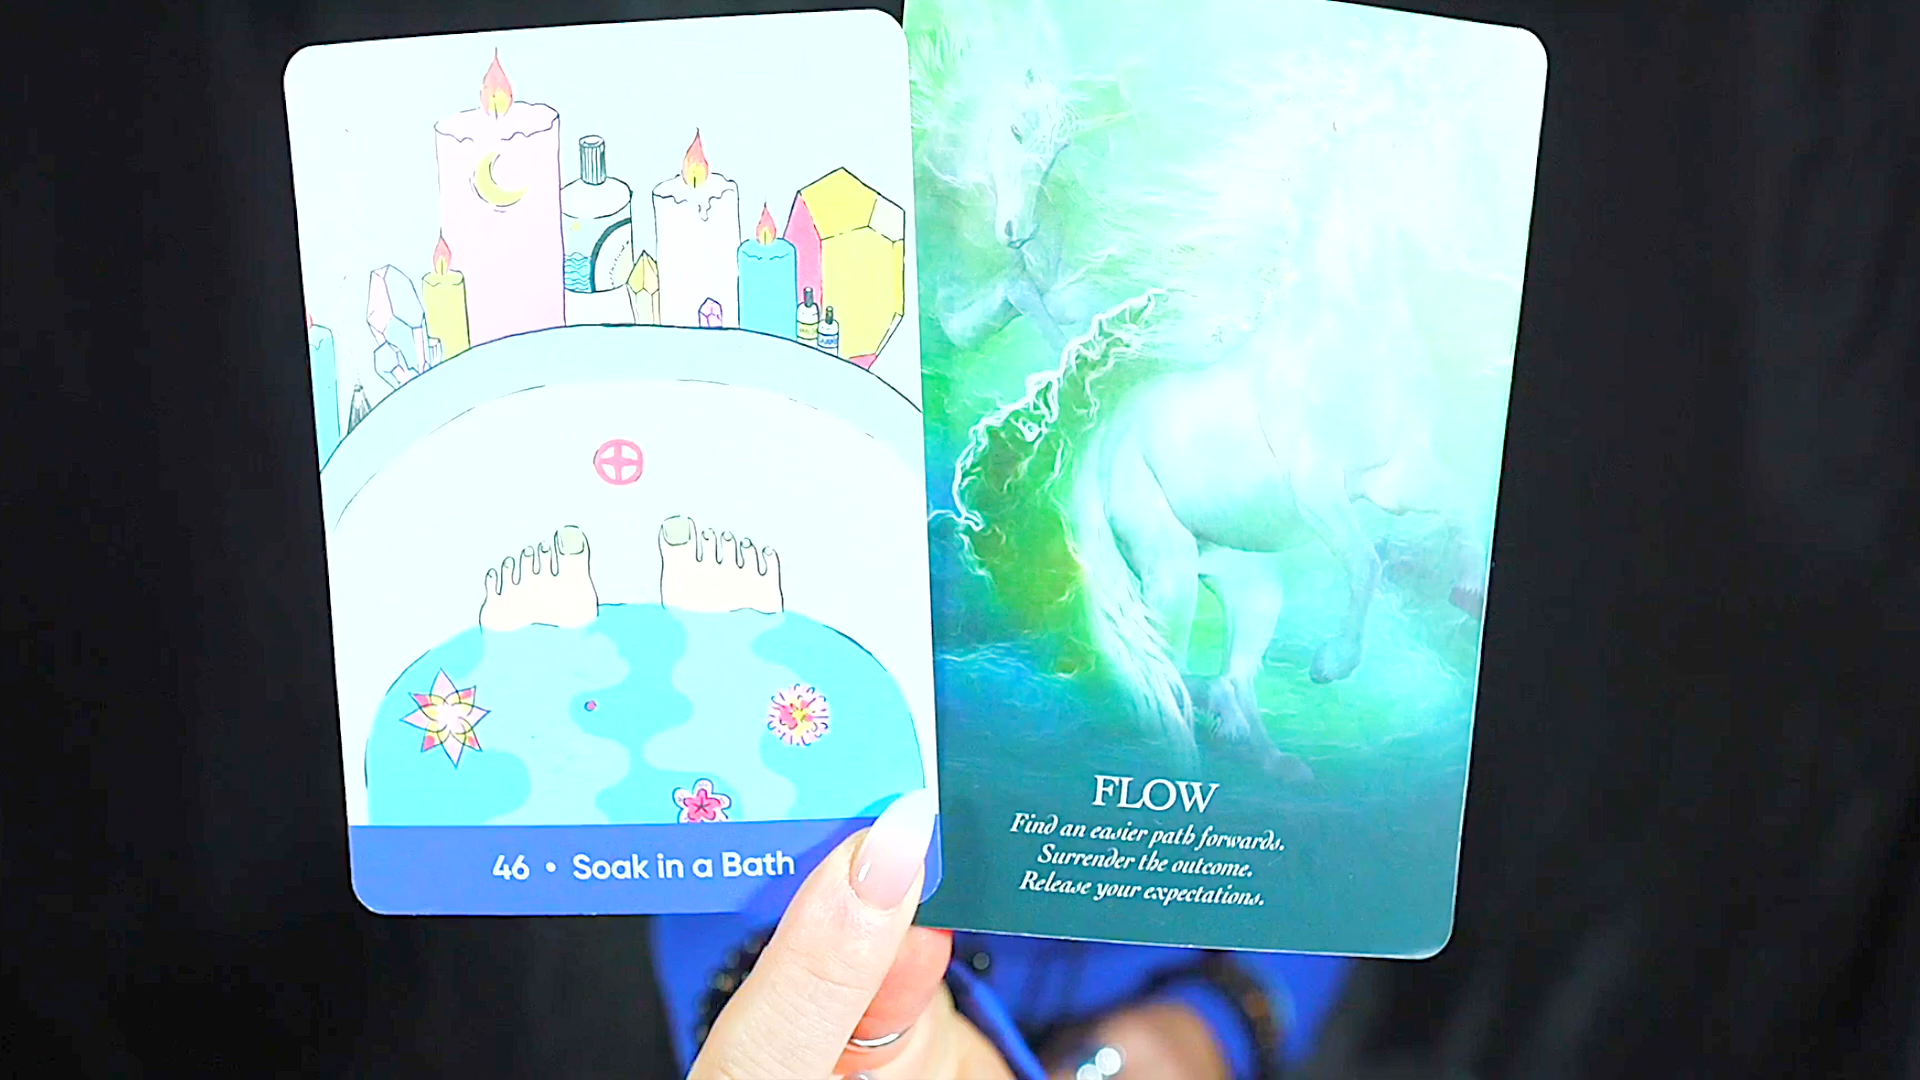 46 • Soak in a Bath
FLOW
Find an easier path forwards.
Surrender the outcome.
Release your expectations.